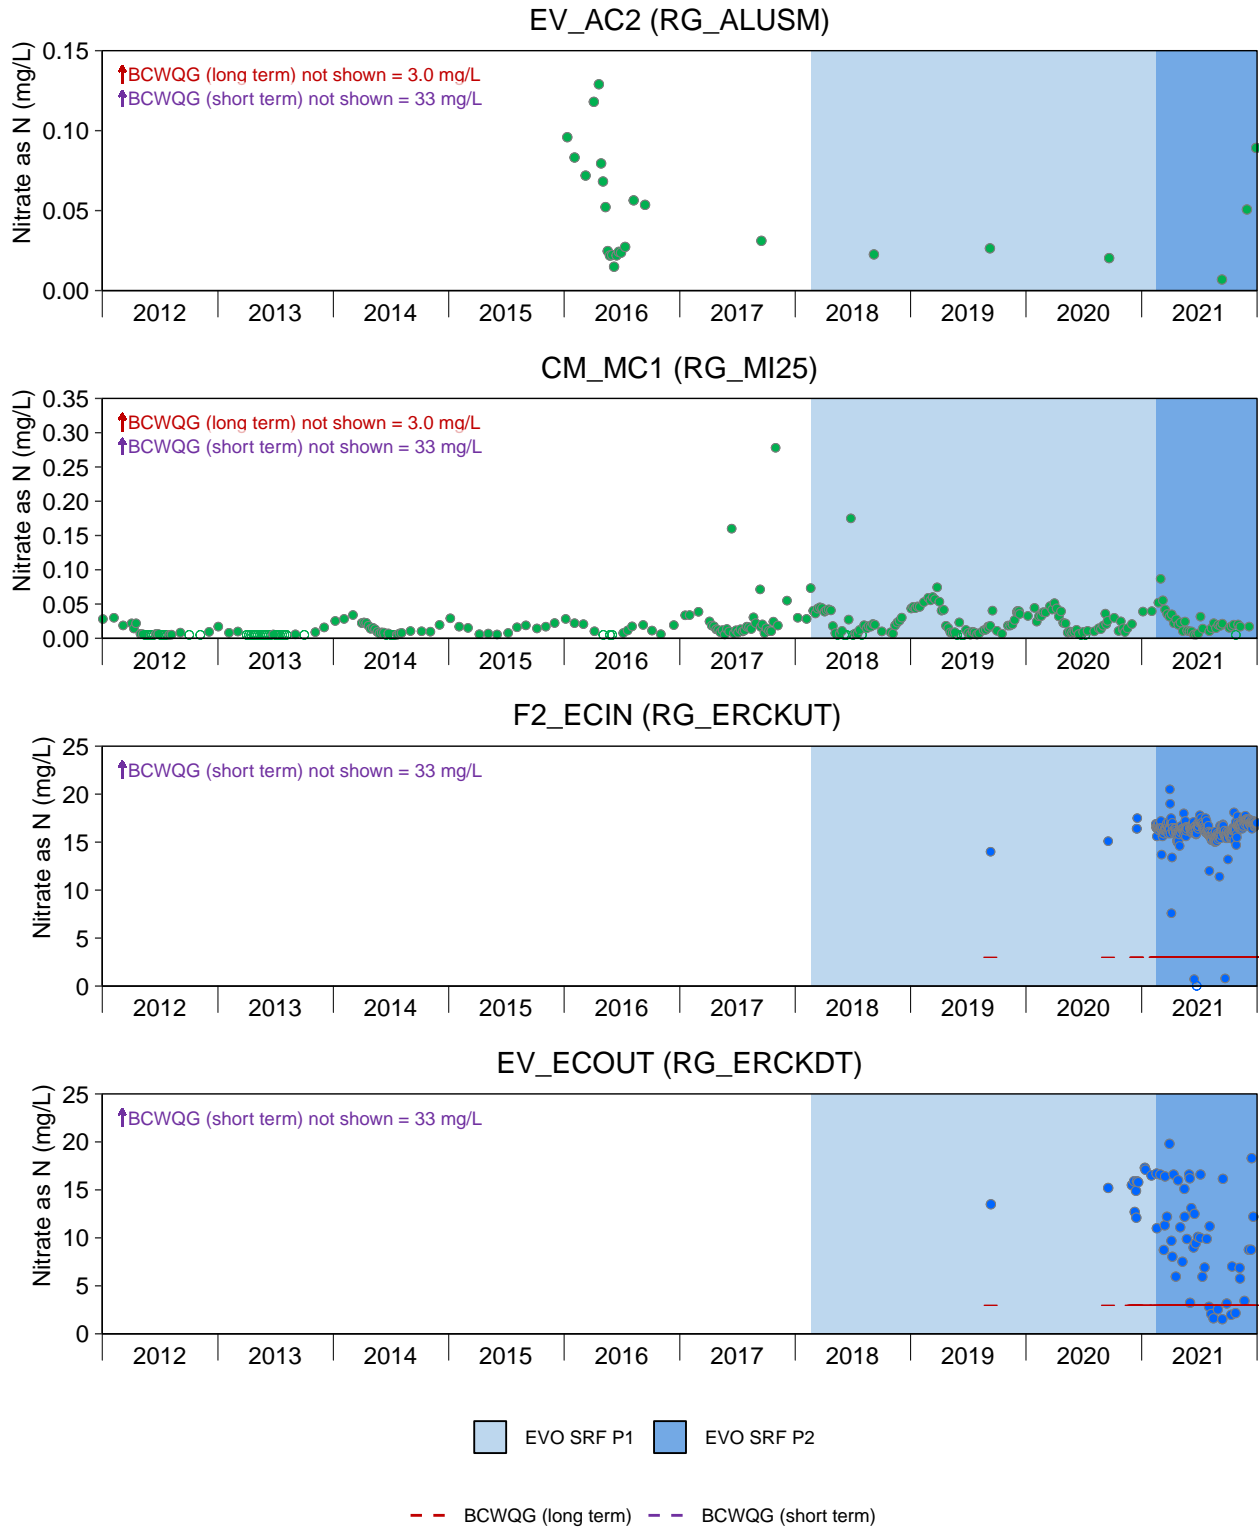 EV_AC2 (RG_ALUSM)
Nitrate as N (mg/L)
0.15
0.10
0.05
0.00
BCWQG (long term) not shown = 3.0 mg/L
BCWQG (short term) not shown = 33 mg/L
2012 2013 2014 2015 2016 2017 2018 2019 2020 2021
CM_MC1 (RG_MI25)
Nitrate as N (mg/L)
0.35
0.30
0.25
0.20
0.15
0.10
0.05
0.00
BCWQG (long term) not shown = 3.0 mg/L
BCWQG (short term) not shown = 33 mg/L
2012 2013 2014 2015 2016 2017 2018 2019 2020 2021
F2_ECIN (RG_ERCKUT)
Nitrate as N (mg/L)
25
20
15
10
5
0
BCWQG (short term) not shown = 33 mg/L
2012 2013 2014 2015 2016 2017 2018 2019 2020 2021
EV_ECOUT (RG_ERCKDT)
Nitrate as N (mg/L)
25
20
15
10
5
0
BCWQG (short term) not shown = 33 mg/L
2012 2013 2014 2015 2016 2017 2018 2019 2020 2021
EVO SRF P1 EVO SRF P2
BCWQG (long term) BCWQG (short term)